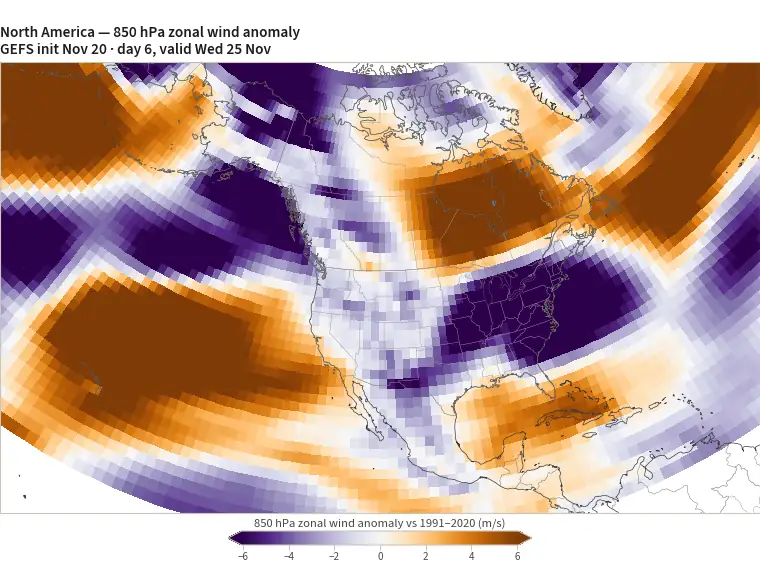 North America — 850 hPa zonal wind anomaly
GEFS init Nov 20 · day 6, valid Wed 25 Nov
850 hPa zonal wind anomaly vs 1991–2020 (m/s)
−6 −4 −2 0 2 4 6